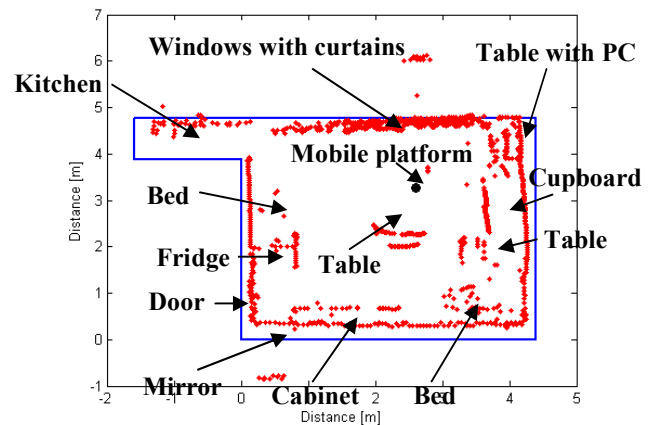 7
Windows with curtains
Table with PC
6
Kitchen
5
4
Mobile platform
Cupboard
Bed
3
Distance [m]
Table
2
Fridge
Table
1
Door
0
Mirror
Cabinet
Bed
-1
-2 -1 0 1 2 3 4 5
Distance [m]